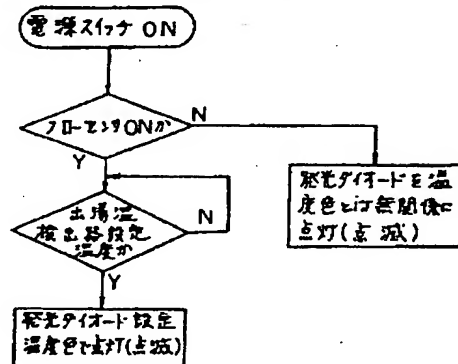 電源スイッチ ON
フローセンサONか
N
Y
発光ダイオードを温
度色とは無関係に
点灯(点滅)
出湯温
検出路設定
温度か
N
Y
発光ダイオード設定
温度色で点灯(点滅)